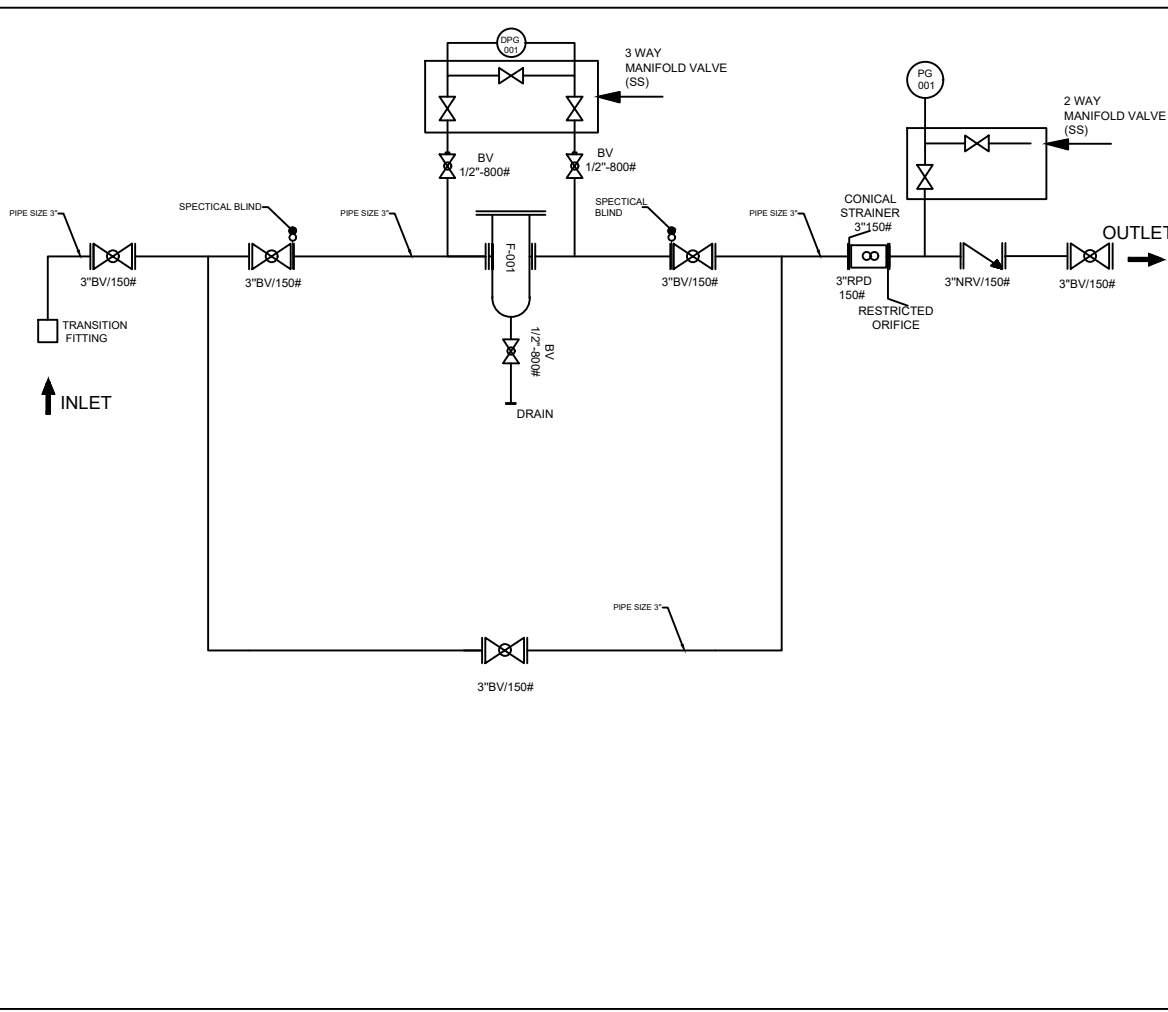 DPG
001
3 WAY
MANIFOLD VALVE
(SS)
PG
001
2 WAY
MANIFOLD VALVE
(SS)
BV
1/2"-800#
BV
1/2"-800#
PIPE SIZE 3"
SPECTICAL BLIND
PIPE SIZE 3"
SPECTICAL
BLIND
PIPE SIZE 3"
CONICAL
STRAINER
3"150#
OUTLET
F-001
3"BV/150#
3"BV/150#
3"BV/150#
3"RPD
150#
3"NRV/150#
3"BV/150#
RESTRICTED
ORIFICE
TRANSITION
FITTING
BV
1/2"-800#
INLET
DRAIN
PIPE SIZE 3"
3"BV/150#